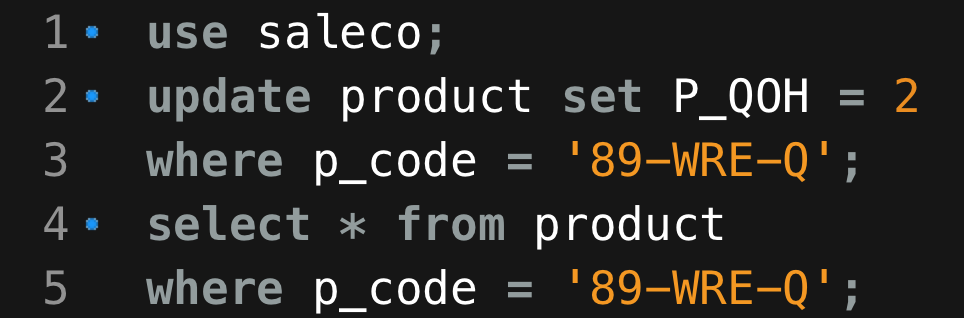 1 use saleco;
2 update product set P_QOH = 2
3 where p_code = '89-WRE-Q';
4 select * from product
5 where p_code = '89-WRE-Q';